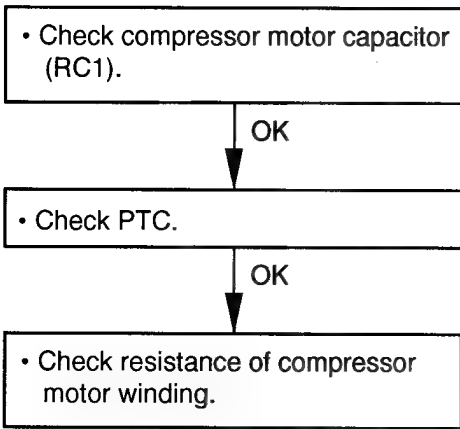 • Check compressor motor capacitor
(RC1).
OK
• Check PTC.
OK
• Check resistance of compressor
motor winding.